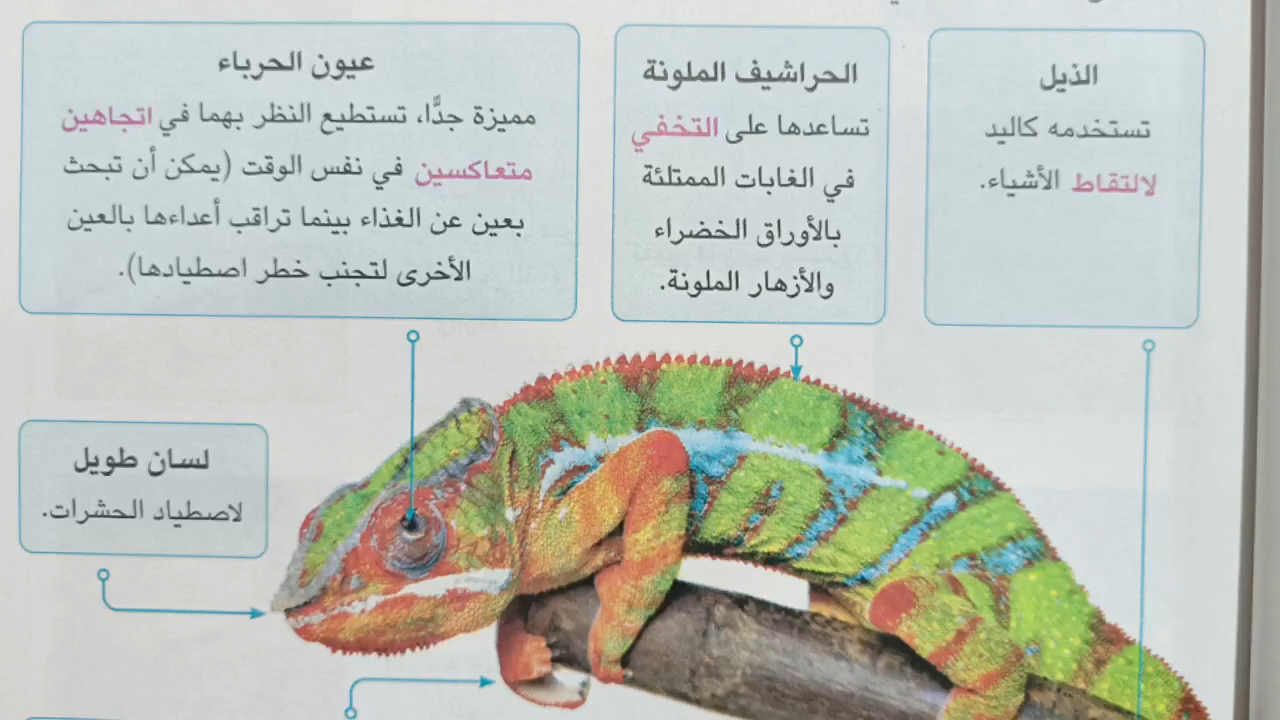 الذيل
تستخدمه كاليد
لالتقاط الأشياء.
الحراشيف الملونة
تساعدها على التخفي
في الغابات الممتلئة
بالأوراق الخضراء
والأزهار الملونة.
عيون الحرباء
مميزة جدًّا، تستطيع النظر بهما في اتجاهين
متعاكسين في نفس الوقت (يمكن أن تبحث
بعين عن الغذاء بينما تراقب أعداءها بالعين
الأخرى لتجنب خطر اصطيادها).
لسان طويل
لاصطياد الحشرات.